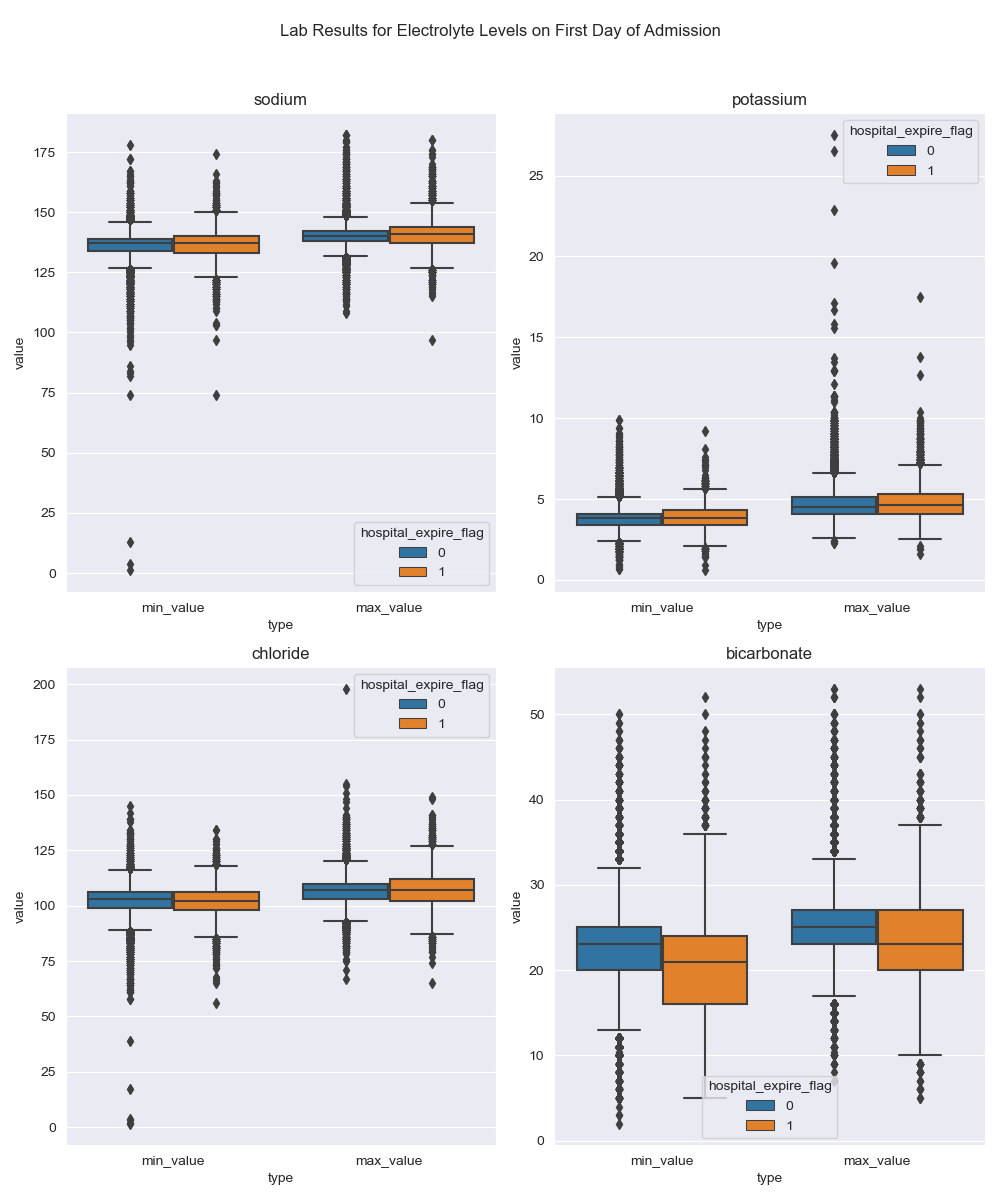 Lab Results for Electrolyte Levels on First Day of Admission
sodium
175
150
125
100
75
50
25
0
value
min_value
max_value
type
hospital_expire_flag
0
1
potassium
25
20
15
10
5
0
value
min_value
max_value
type
hospital_expire_flag
0
1
chloride
200
175
150
125
100
75
50
25
0
value
min_value
max_value
type
hospital_expire_flag
0
1
bicarbonate
50
40
30
20
10
0
value
min_value
max_value
type
hospital_expire_flag
0
1